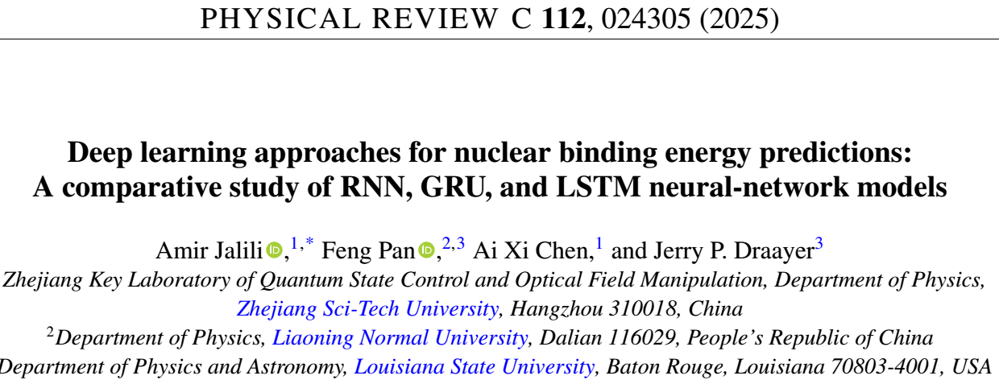 PHYSICAL REVIEW C 112, 024305 (2025)
Deep learning approaches for nuclear binding energy predictions:
A comparative study of RNN, GRU, and LSTM neural-network models
Amir Jalili iD,1,* Feng Pan iD,2,3 Ai Xi Chen,1 and Jerry P. Draayer3
Zhejiang Key Laboratory of Quantum State Control and Optical Field Manipulation, Department of Physics,
Zhejiang Sci-Tech University, Hangzhou 310018, China
2Department of Physics, Liaoning Normal University, Dalian 116029, People's Republic of China
Department of Physics and Astronomy, Louisiana State University, Baton Rouge, Louisiana 70803-4001, USA